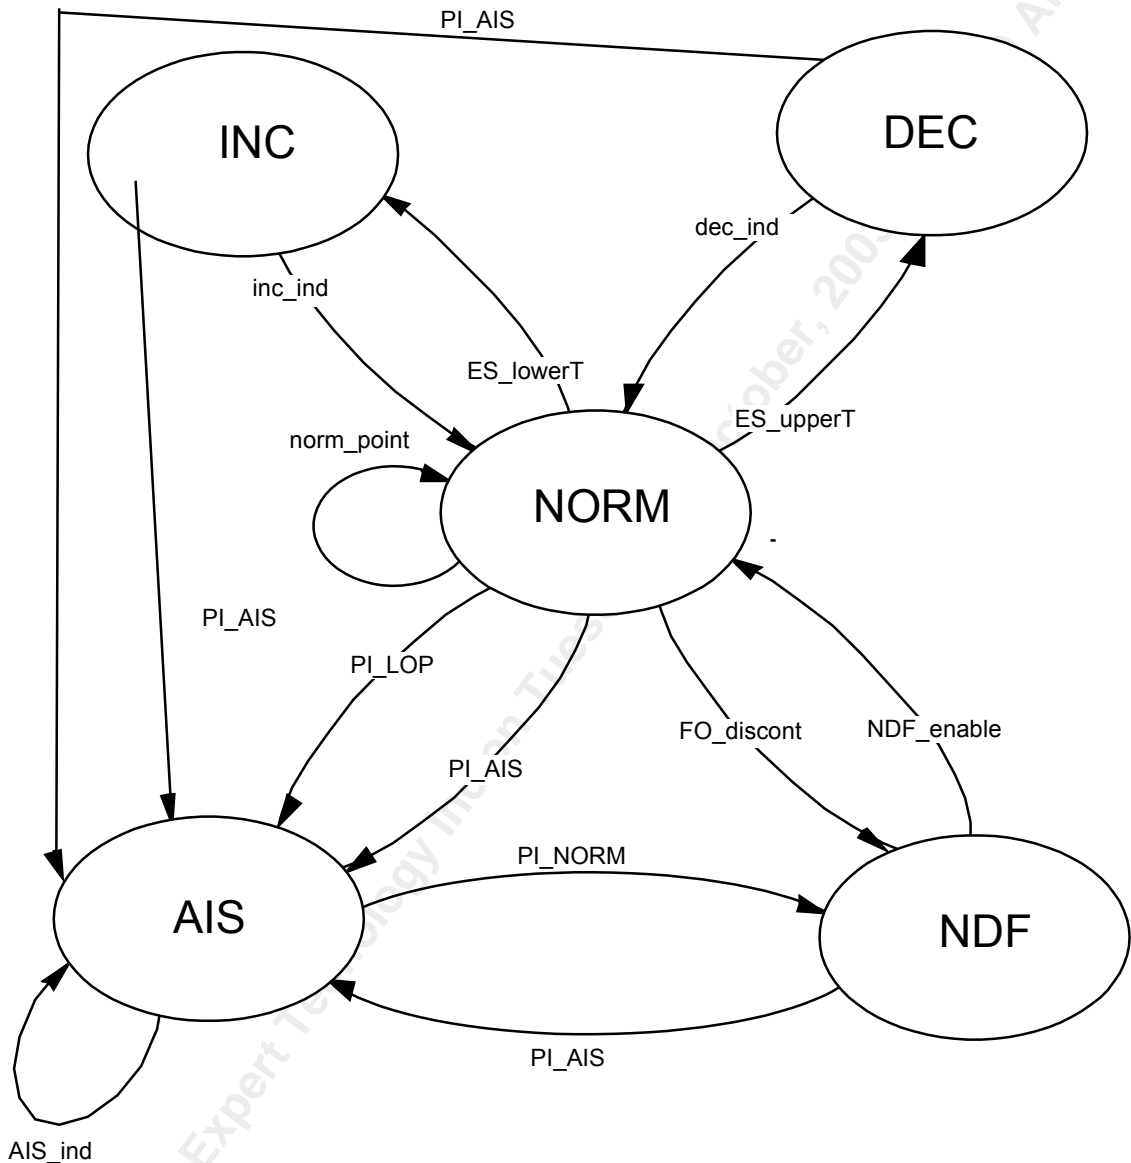 PI_AIS
INC
DEC
dec_ind
inc_ind
ES_lowerT
ES_upperT
norm_point
NORM
-
PI_AIS
PI_LOP
FO_discont
NDF_enable
PI_AIS
PI_NORM
AIS
NDF
PI_AIS
AIS_ind